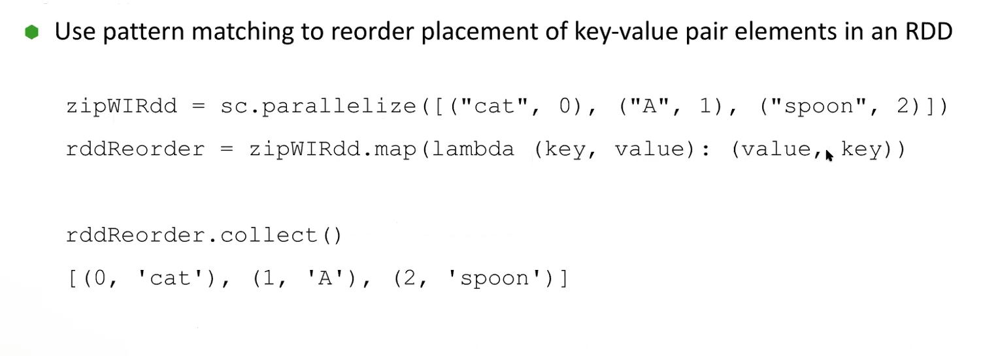 Use pattern matching to reorder placement of key-value pair elements in an RDD
zipWIRdd = sc.parallelize([("cat", 0), ("A", 1), ("spoon", 2)])
rddReorder = zipWIRdd.map(lambda (key, value): (value, key))
rddReorder.collect()
[(0, 'cat'), (1, 'A'), (2, 'spoon')]